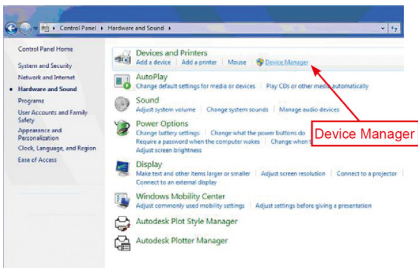 Control Panel ▸ Hardware and Sound ▸
Control Panel Home
System and Security
Network and Internet
Hardware and Sound
Programs
User Accounts and Family
Safety
Appearance and
Personalization
Clock, Language, and Region
Ease of Access
Devices and Printers
Add a device | Add a printer | Mouse | Device Manager
AutoPlay
Change default settings for media or devices | Play CDs or other media automatically
Sound
Adjust system volume | Change system sounds | Manage audio devices
Power Options
Change battery settings | Change what the power buttons do
Require a password when the computer wakes | Change when
Adjust screen brightness
Device Manager
Display
Make text and other items larger or smaller | Adjust screen resolution | Connect to a projector
Connect to an external display
Windows Mobility Center
Adjust commonly used mobility settings | Adjust settings before giving a presentation
Autodesk Plot Style Manager
Autodesk Plotter Manager